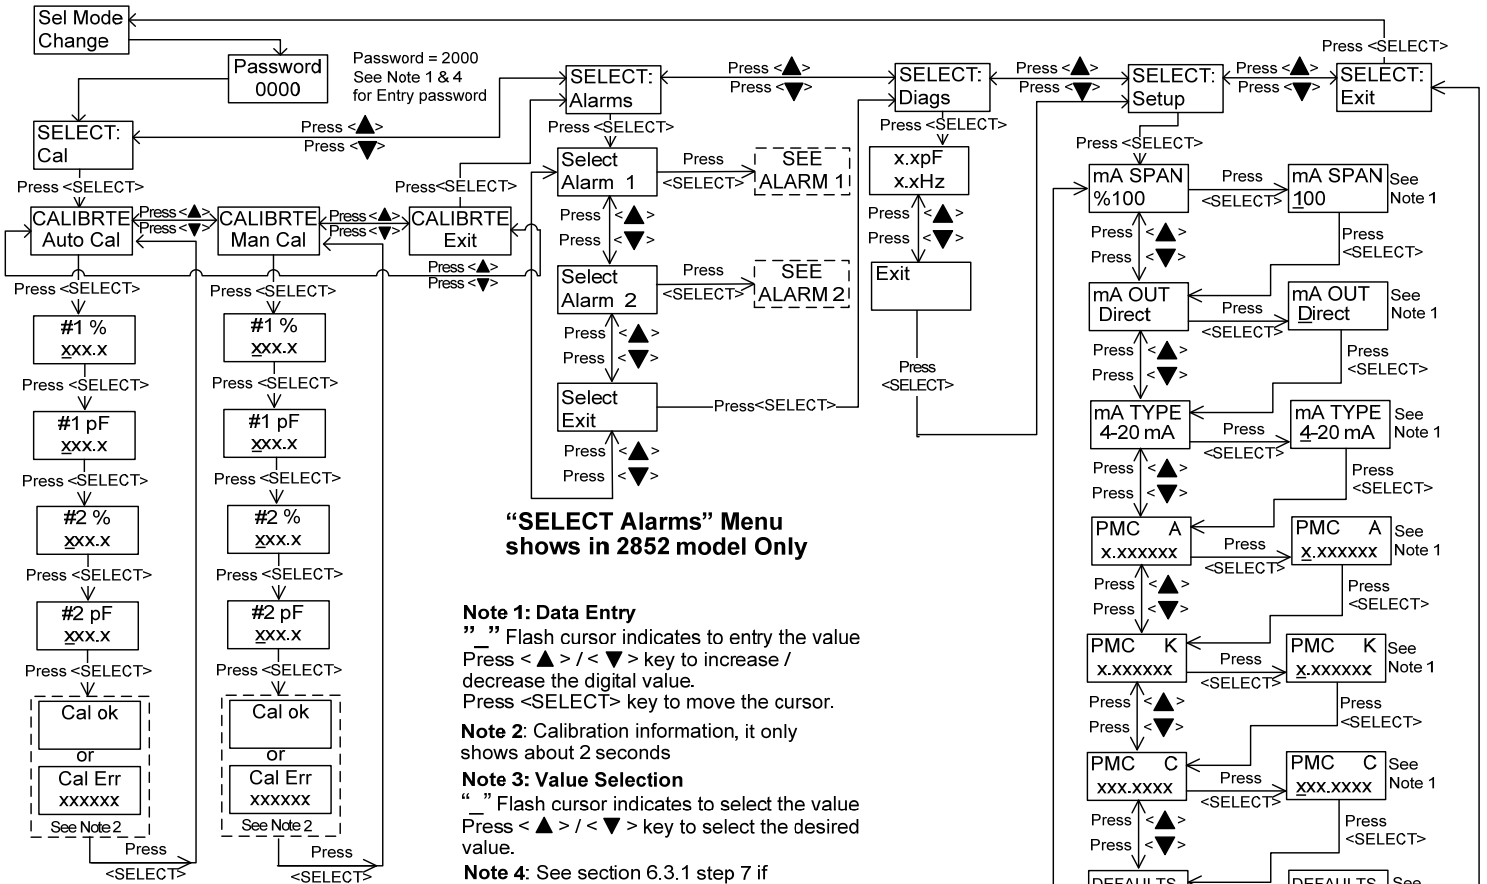 Sel Mode
Change
Password
0000
Password = 2000
See Note 1 & 4
for Entry password
SELECT:
Cal
Press <▲>
Press <▼>
SELECT:
Alarms
Press <▲>
Press <▼>
SELECT:
Diags
Press <▲>
Press <▼>
SELECT:
Setup
Press <▲>
Press <▼>
SELECT:
Exit
Press <SELECT>
Press <SELECT>
CALIBRTE
Auto Cal
Press <▲>
Press <▼>
CALIBRTE
Man Cal
Press <▲>
Press <▼>
CALIBRTE
Exit
Press <SELECT>
Press <▲>
Press <▼>
Press <SELECT>
#1 %
xxx.x
Press <SELECT>
#1 pF
xxx.x
Press <SELECT>
#2 %
xxx.x
Press <SELECT>
#2 pF
xxx.x
Press <SELECT>
Cal ok
or
Cal Err
xxxxxx
See Note 2
Press
<SELECT>
Press <SELECT>
#1 %
xxx.x
Press <SELECT>
#1 pF
xxx.x
Press <SELECT>
#2 %
xxx.x
Press <SELECT>
#2 pF
xxx.x
Press <SELECT>
Cal ok
or
Cal Err
xxxxxx
See Note 2
Press
<SELECT>
Press <SELECT>
Select
Alarm 1
Press
<SELECT>
SEE
ALARM 1
Press <▲>
Press <▼>
Select
Alarm 2
Press
<SELECT>
SEE
ALARM 2
Press <▲>
Press <▼>
Select
Exit
Press<SELECT>
Press <▲>
Press <▼>
Press <SELECT>
x.xpF
x.xHz
Press <▲>
Press <▼>
Exit
Press
<SELECT>
“SELECT Alarms” Menu
shows in 2852 model Only
Note 1: Data Entry
”_” Flash cursor indicates to entry the value
Press < ▲ > / < ▼ > key to increase /
decrease the digital value.
Press <SELECT> key to move the cursor.
Note 2: Calibration information, it only
shows about 2 seconds
Note 3: Value Selection
“_” Flash cursor indicates to select the value
Press < ▲ > / < ▼ > key to select the desired
value.
Note 4: See section 6.3.1 step 7 if
Press <SELECT>
mA SPAN
%100
Press
<SELECT>
mA SPAN
100
See
Note 1
Press <▲>
Press <▼>
Press
<SELECT>
mA OUT
Direct
Press
<SELECT>
mA OUT
Direct
See
Note 1
Press <▲>
Press <▼>
Press
<SELECT>
mA TYPE
4-20 mA
Press
<SELECT>
mA TYPE
4-20 mA
See
Note 1
Press <▲>
Press <▼>
Press
<SELECT>
PMC A
x.xxxxxx
Press
<SELECT>
PMC A
x.xxxxxx
See
Note 1
Press <▲>
Press <▼>
Press
<SELECT>
PMC K
x.xxxxxx
Press
<SELECT>
PMC K
x.xxxxxx
See
Note 1
Press <▲>
Press <▼>
Press
<SELECT>
PMC C
xxx.xxxx
Press
<SELECT>
PMC C
xxx.xxxx
See
Note 1
Press <▲>
Press <▼>
Press
<SELECT>
DEFAULTS
DEFAULTS
See